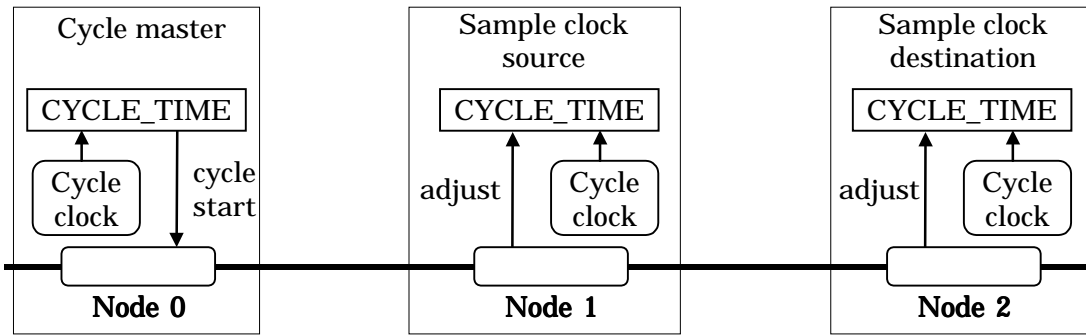 Cycle master
CYCLE_TIME
Cycle
clock
cycle
start
Node 0
Sample clock
source
CYCLE_TIME
adjust
Cycle
clock
Node 1
Sample clock
destination
CYCLE_TIME
adjust
Cycle
clock
Node 2